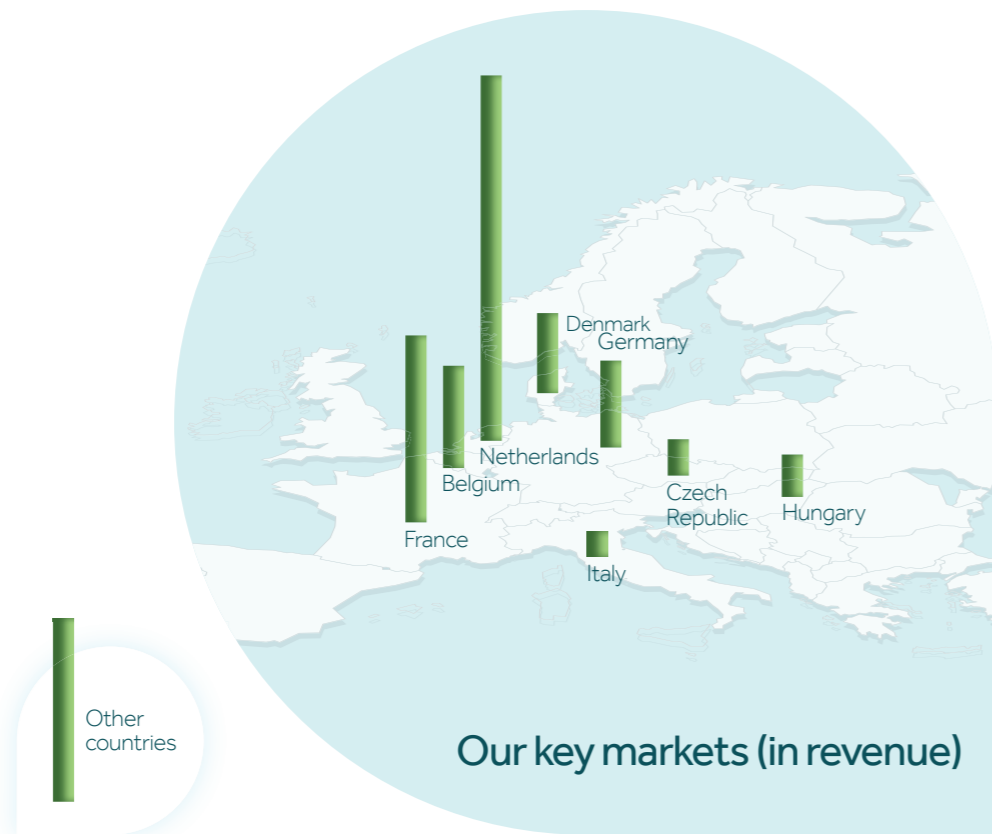 Denmark
Germany
Netherlands
Belgium
Czech
Republic
Hungary
France
Italy
Other
countries
Our key markets (in revenue)